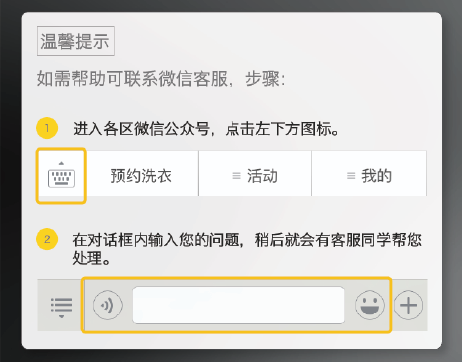 温馨提示
如需帮助可联系微信客服，步骤：
1 进入各区微信公众号，点击左下方图标。
预约洗衣 ≡ 活动 ≡ 我的
2 在对话框内输入您的问题，稍后就会有客服同学帮您
处理。